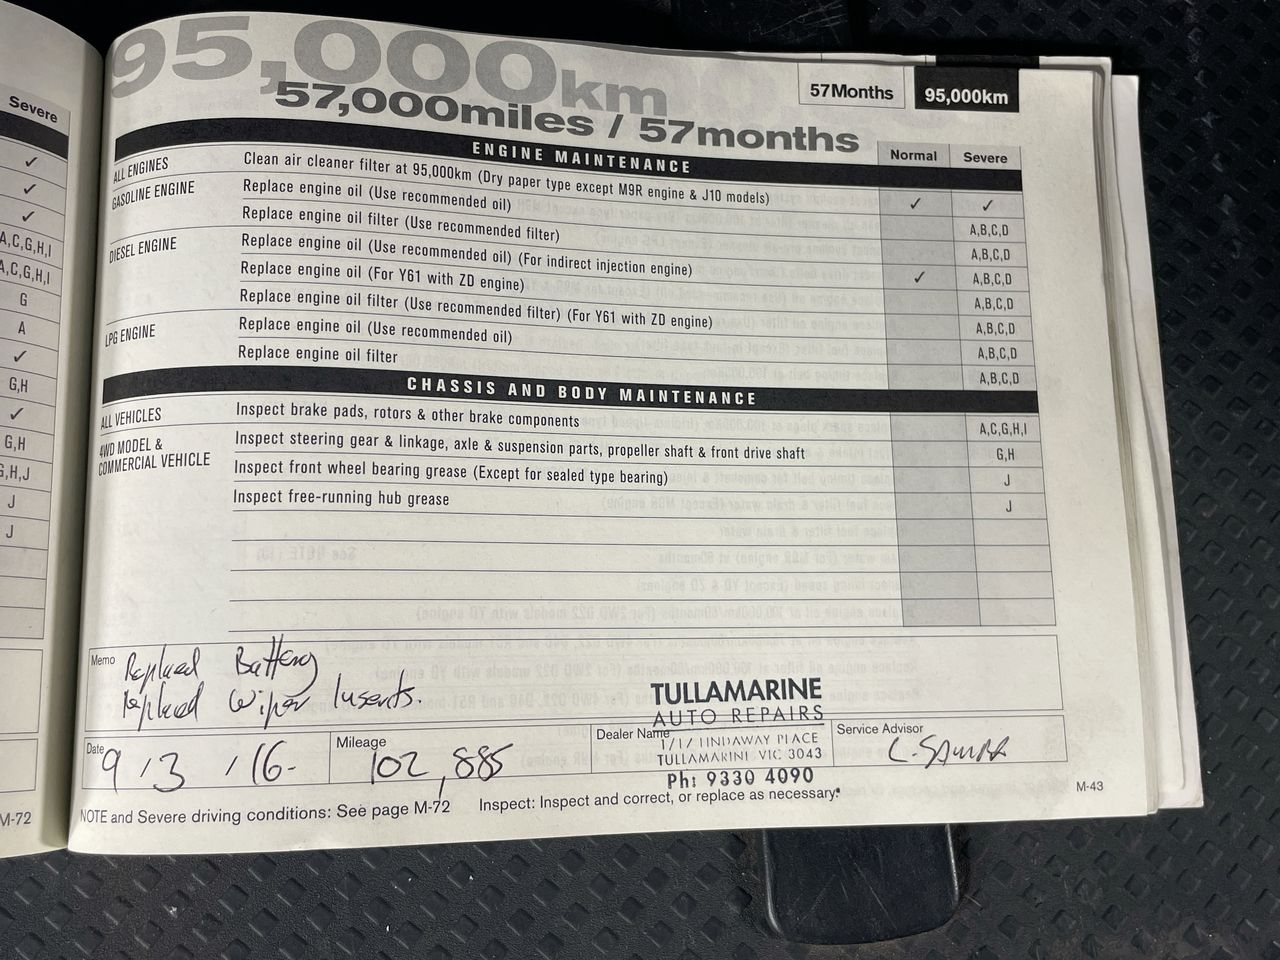 95,000km
57,000miles / 57months
57Months
95,000km
ENGINE MAINTENANCE
Normal
Severe
ALL ENGINES
Clean air cleaner filter at 95,000km (Dry paper type except M9R engine & J10 models)
✓ ✓
GASOLINE ENGINE
Replace engine oil (Use recommended oil)
A,B,C,D
Replace engine oil filter (Use recommended filter)
A,B,C,D
DIESEL ENGINE
Replace engine oil (Use recommended oil) (For indirect injection engine)
✓ A,B,C,D
Replace engine oil (For Y61 with ZD engine)
A,B,C,D
Replace engine oil filter (Use recommended filter) (For Y61 with ZD engine)
A,B,C,D
LPG ENGINE
Replace engine oil (Use recommended oil)
A,B,C,D
Replace engine oil filter
A,B,C,D
CHASSIS AND BODY MAINTENANCE
ALL VEHICLES
Inspect brake pads, rotors & other brake components
A,C,G,H,I
4WD MODEL &
COMMERCIAL VEHICLE
Inspect steering gear & linkage, axle & suspension parts, propeller shaft & front drive shaft
G,H
Inspect front wheel bearing grease (Except for sealed type bearing)
J
Inspect free-running hub grease
J
Memo
Replaced Battery
Replaced Wiper Inserts.
TULLAMARINE
AUTO REPAIRS
1/17 LINDAWAY PLACE
TULLAMARINE VIC 3043
Ph: 9330 4090
Date
9/3/16-
Mileage
102,885
Dealer Name
Service Advisor
NOTE and Severe driving conditions: See page M-72
Inspect: Inspect and correct, or replace as necessary.
M-43
Severe
✓
✓
✓
A,C,G,H,I
A,C,G,H,I
G
A
✓
G,H
✓
G,H
G,H,J
J
J
M-72